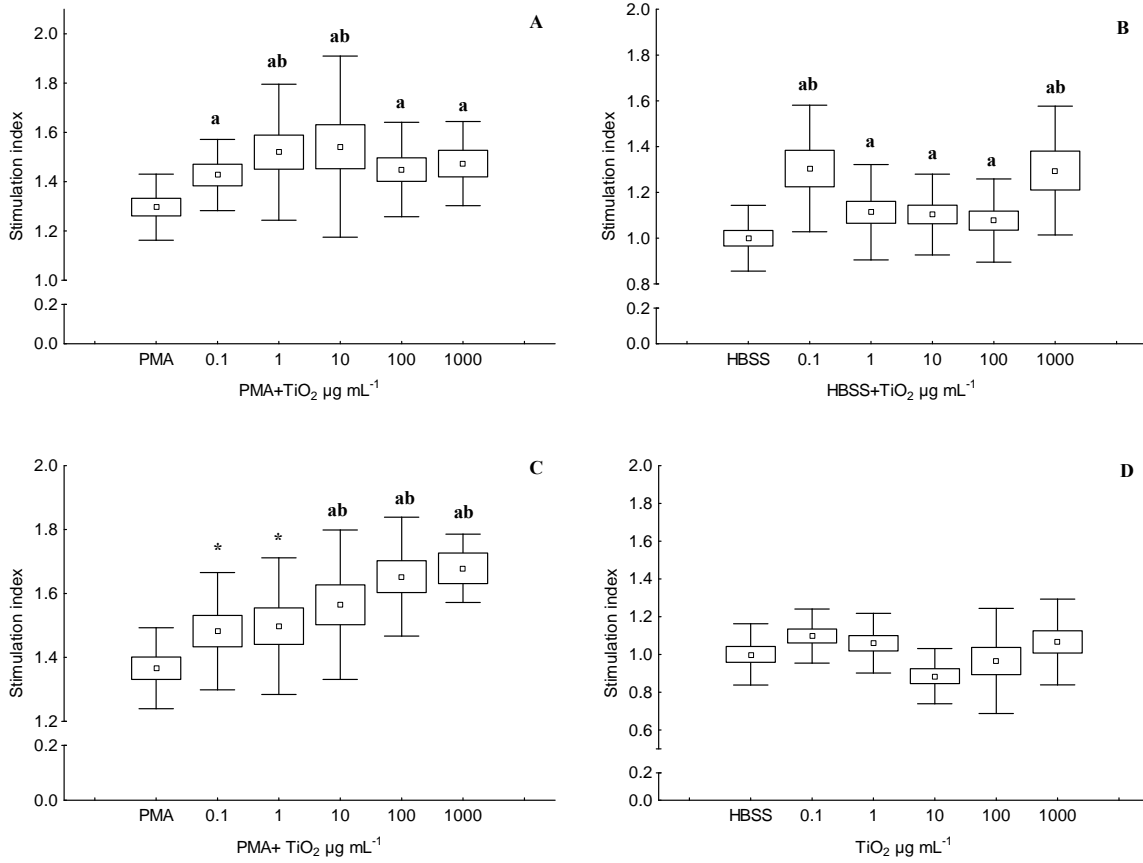 A
Stimulation index
2.0
1.8
1.6
1.4
1.2
1.0
0.2
0.0
a
ab
ab
a
a
PMA 0.1 1 10 100 1000
PMA+TiO₂ µg mL⁻¹
B
Stimulation index
2.0
1.8
1.6
1.4
1.2
1.0
0.8
0.2
0.0
ab
a
a
a
ab
HBSS 0.1 1 10 100 1000
HBSS+TiO₂ µg mL⁻¹
C
Stimulation index
2.0
1.8
1.6
1.4
1.2
0.2
0.0
*
*
ab
ab
ab
PMA 0.1 1 10 100 1000
PMA+ TiO₂ µg mL⁻¹
D
Stimulation index
2.0
1.8
1.6
1.4
1.2
1.0
0.8
0.6
0.2
0.0
HBSS 0.1 1 10 100 1000
TiO₂ µg mL⁻¹